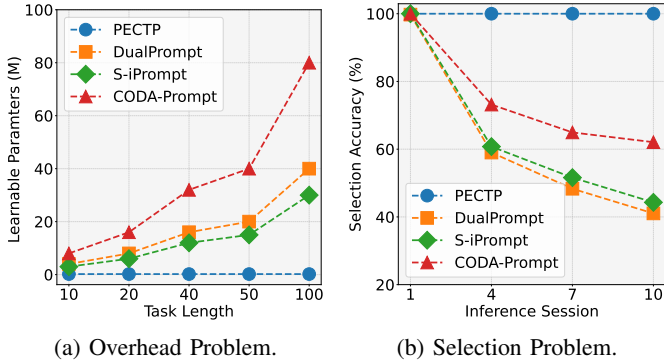 100
80
60
40
20
0
Learnable Paramters (M)
PECTP
DualPrompt
S-iPrompt
CODA-Prompt
10 20 40 50 100
Task Length
(a) Overhead Problem.
100
80
60
40
20
Selection Accuracy (%)
PECTP
DualPrompt
S-iPrompt
CODA-Prompt
1 4 7 10
Inference Session
(b) Selection Problem.